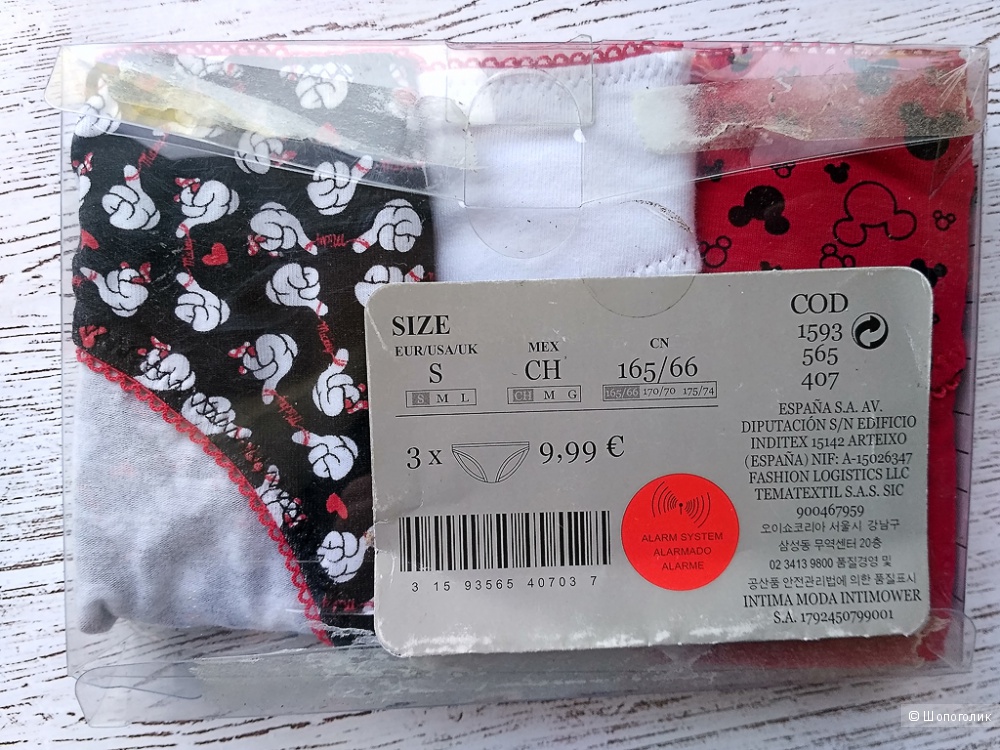 SIZE
EUR/USA/UK
S
S M L
MEX
CH
CH M G
CN
165/66
165/66 170/70 175/74
3 x
9,99 €
3 15 93565 40703 7
ALARM SYSTEM
ALARMADO
ALARME
COD
1593
565
407
ESPAÑA S.A. AV.
DIPUTACIÓN S/N EDIFICIO
INDITEX 15142 ARTEIXO
(ESPAÑA) NIF: A-15026347
FASHION LOGISTICS LLC
TEMATEXTIL S.A.S. SIC
900467959
오이쇼코리아 서울시 강남구
삼성동 무역센터 20층
02 3413 9800 품질경영 및
공산품 안전관리법에 의한 품질표시
INTIMA MODA INTIMOWER
S.A. 1792450799001
© Шопоголик